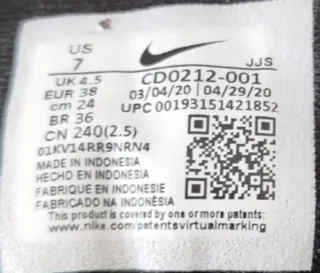 US
7 JJS
UK 4.5 CD0212-001
EUR 38 03/04/20 | 04/29/20
cm 24 UPC 00193151421852
BR 36
CN 240(2.5)
01KV14RR9NRN4
MADE IN INDONESIA
HECHO EN INDONESIA
FABRIQUE EN INDONESIE
FABRICADO NA INDONÈSIA
This product is covered by one or more patents:
www.nike.com/patentsvirtualmarking